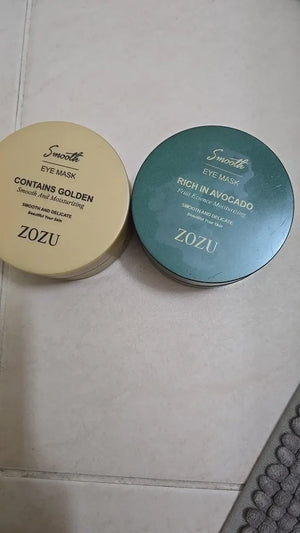 Smooth
EYE MASK
CONTAINS GOLDEN
Smooth And Moisturizing
SMOOTH AND DELICATE
Beautiful Your Skin
ZOZU
Smooth
EYE MASK
RICH IN AVOCADO
Fruit Essence Moisturizing
SMOOTH AND DELICATE
Beautiful Your Skin
ZOZU